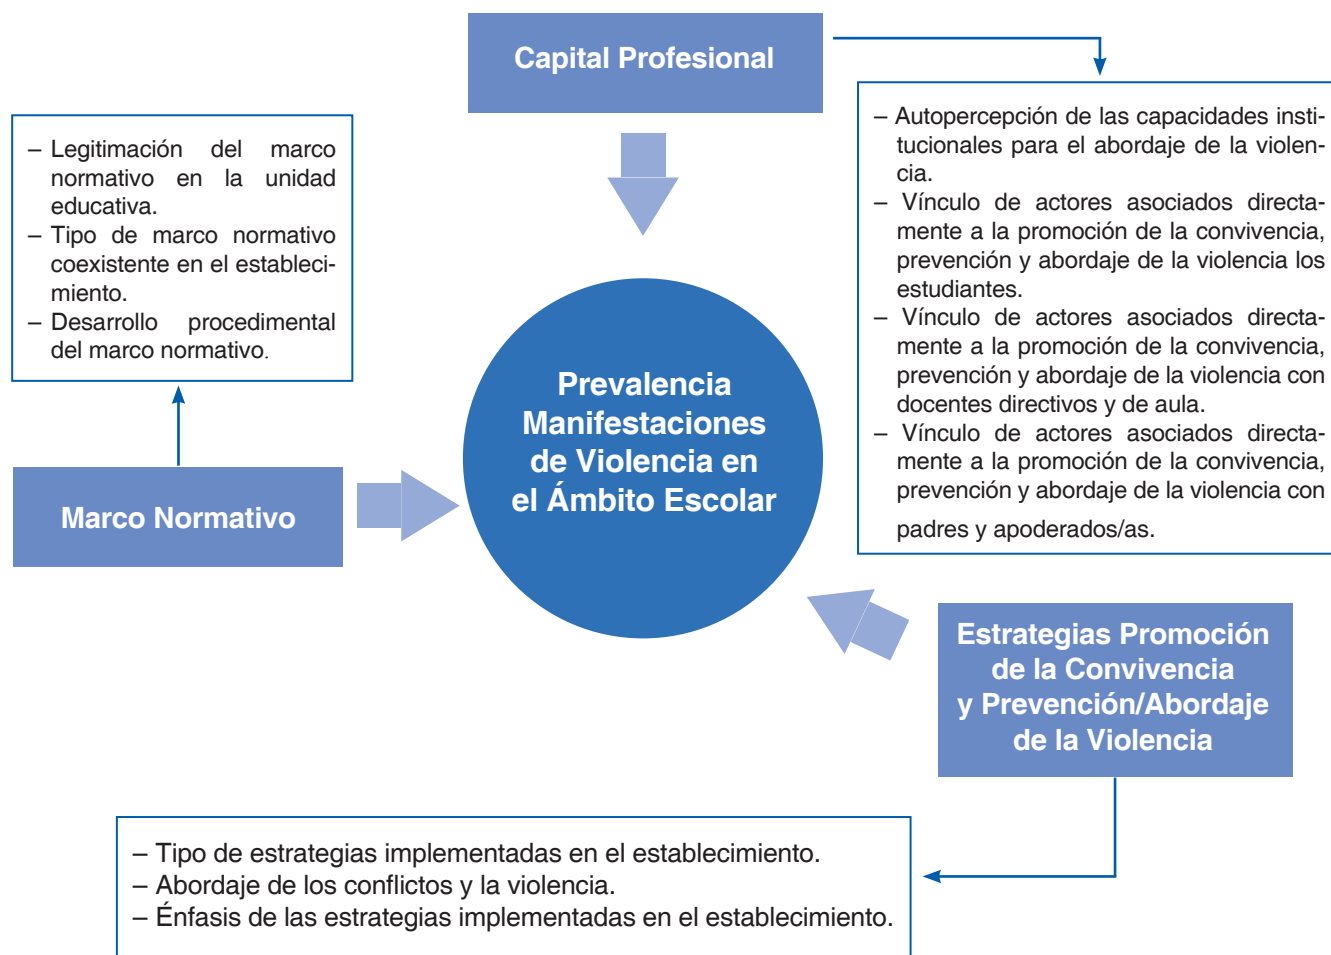 Capital Profesional
– Autopercepción de las capacidades insti-
tucionales para el abordaje de la violen-
cia.
– Vínculo de actores asociados directa-
mente a la promoción de la convivencia,
prevención y abordaje de la violencia los
estudiantes.
– Vínculo de actores asociados directa-
mente a la promoción de la convivencia,
prevención y abordaje de la violencia con
docentes directivos y de aula.
– Vínculo de actores asociados directa-
mente a la promoción de la convivencia,
prevención y abordaje de la violencia con
padres y apoderados/as.
– Legitimación del marco
normativo en la unidad
educativa.
– Tipo de marco normativo
coexistente en el estableci-
miento.
– Desarrollo procedimental
del marco normativo.
Marco Normativo
Prevalencia
Manifestaciones
de Violencia en
el Ámbito Escolar
Estrategias Promoción
de la Convivencia
y Prevención/Abordaje
de la Violencia
– Tipo de estrategias implementadas en el establecimiento.
– Abordaje de los conflictos y la violencia.
– Énfasis de las estrategias implementadas en el establecimiento.